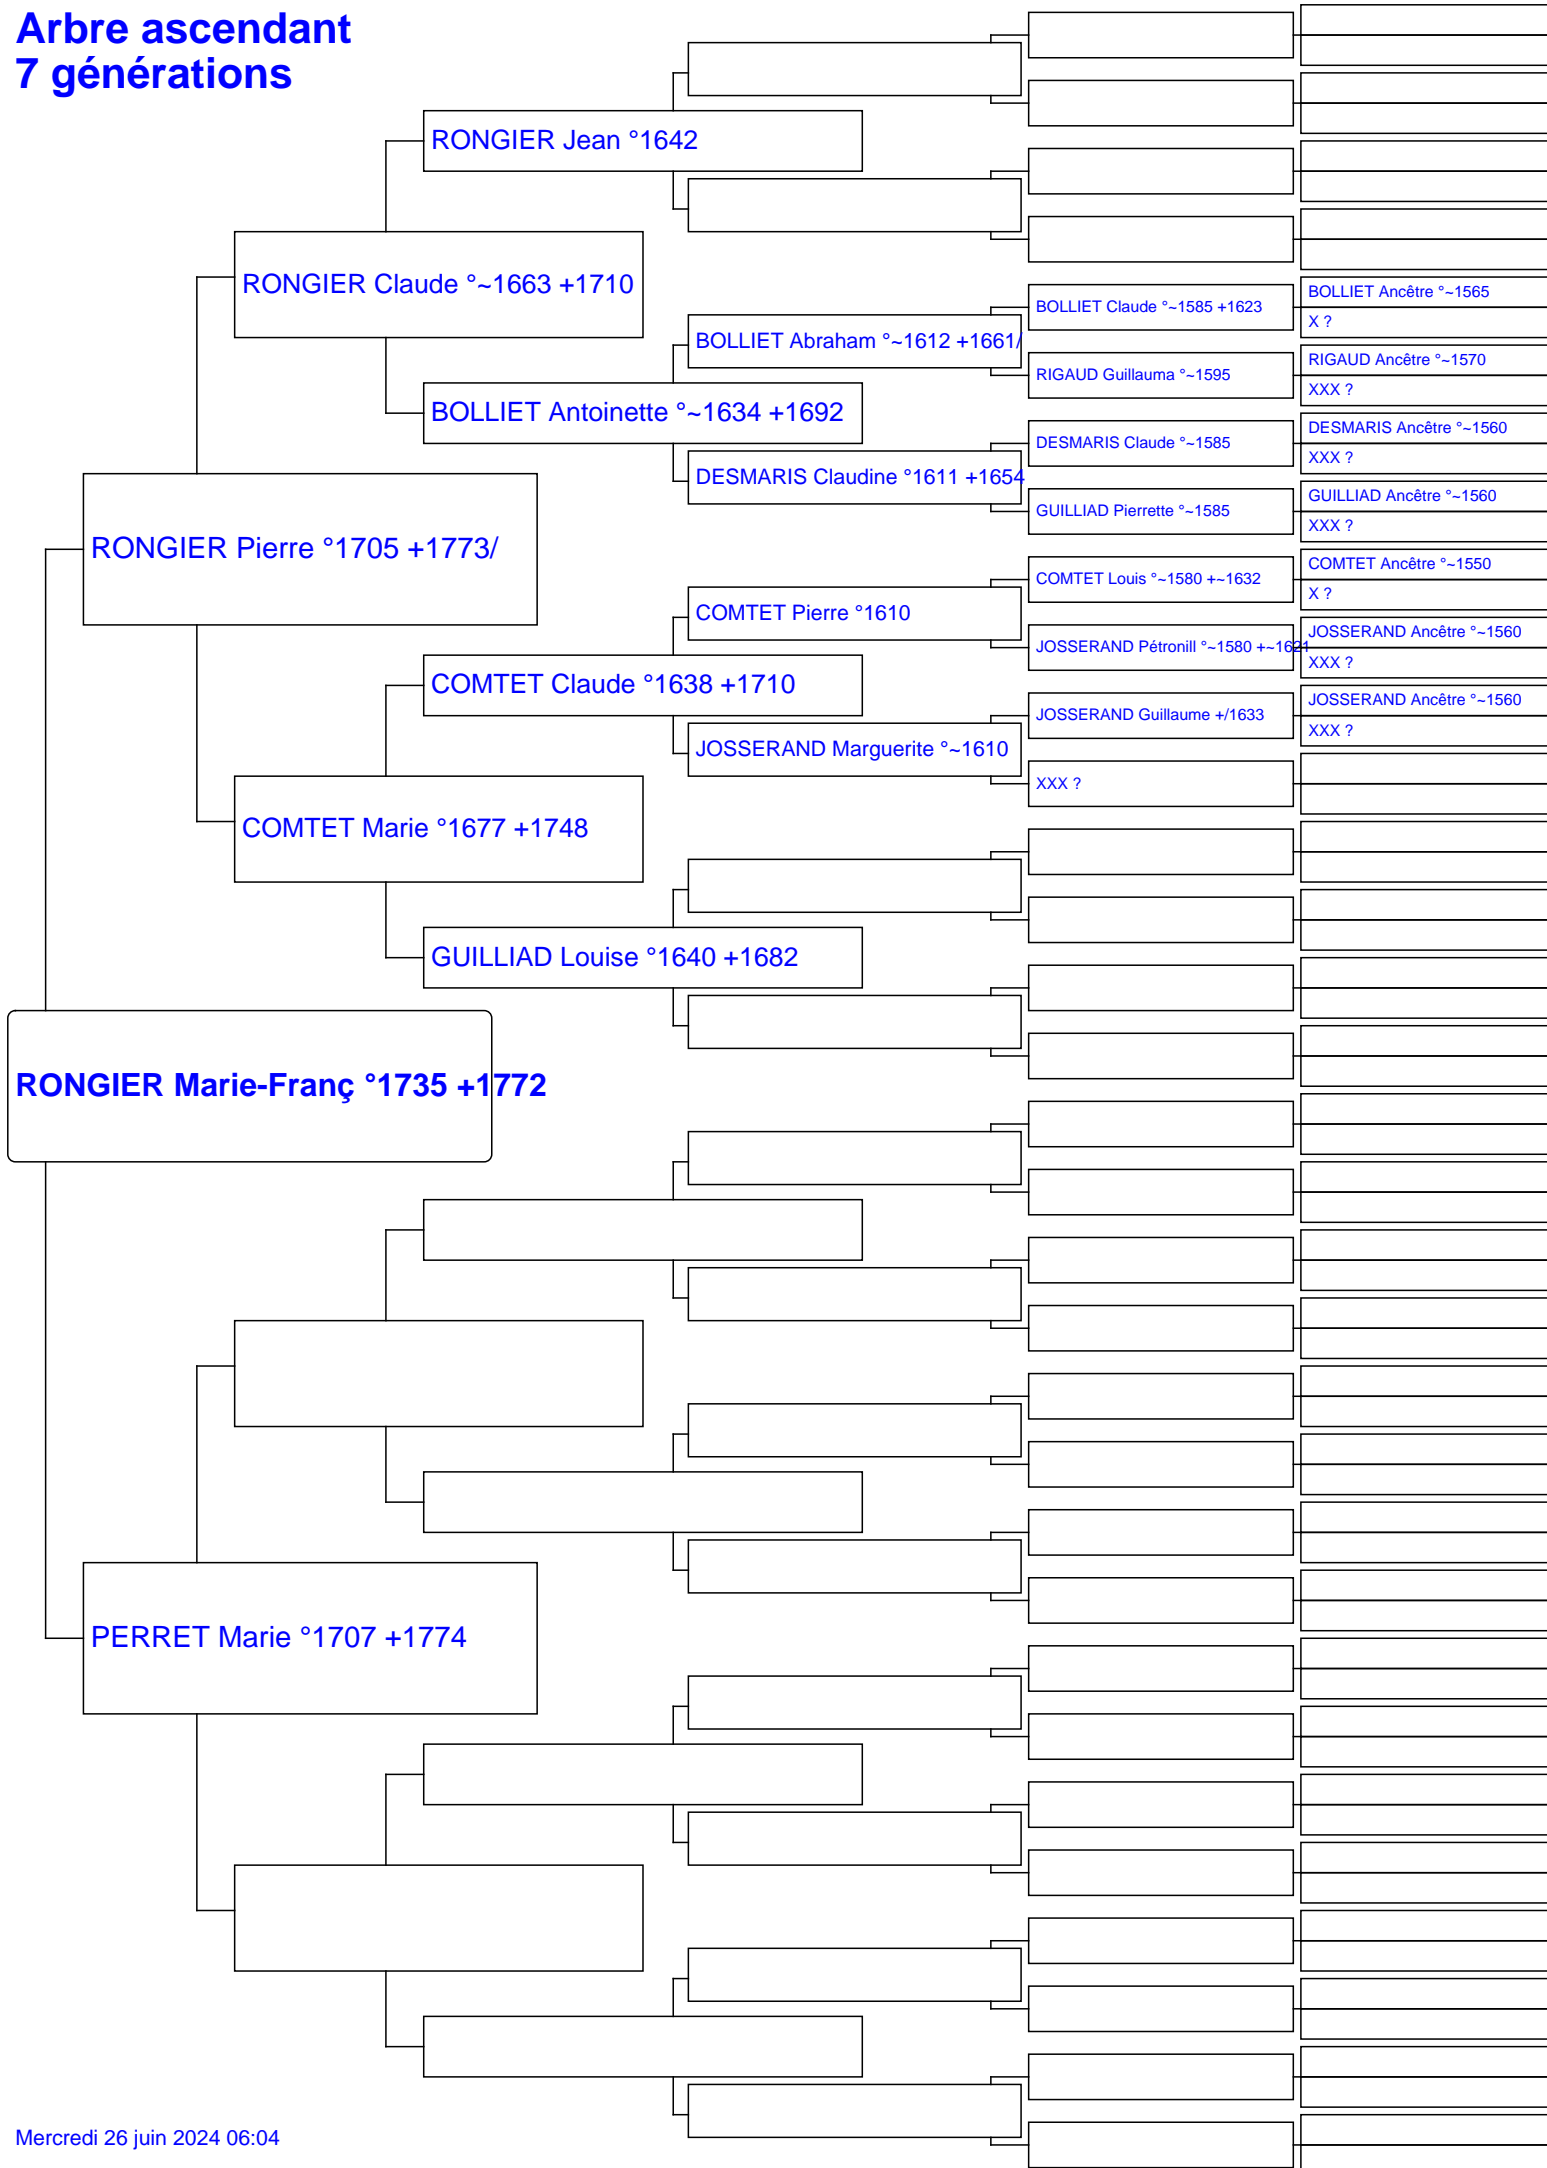 Arbre ascendant
7 générations
RONGIER Jean °1642
RONGIER Claude °~1663 +1710
BOLLIET Abraham °~1612 +1661/
BOLLIET Claude °~1585 +1623
BOLLIET Ancêtre °~1565
X ?
RIGAUD Guillauma °~1595
RIGAUD Ancêtre °~1570
XXX ?
BOLLIET Antoinette °~1634 +1692
DESMARIS Claudine °1611 +1654
DESMARIS Claude °~1585
DESMARIS Ancêtre °~1560
XXX ?
GUILLIAD Pierrette °~1585
GUILLIAD Ancêtre °~1560
XXX ?
RONGIER Pierre °1705 +1773/
COMTET Pierre °1610
COMTET Louis °~1580 +~1632
COMTET Ancêtre °~1550
X ?
JOSSERAND Pétronill °~1580 +~1621
JOSSERAND Ancêtre °~1560
XXX ?
COMTET Claude °1638 +1710
JOSSERAND Marguerite °~1610
JOSSERAND Guillaume +/1633
JOSSERAND Ancêtre °~1560
XXX ?
XXX ?
COMTET Marie °1677 +1748
GUILLIAD Louise °1640 +1682
RONGIER Marie-Franç °1735 +1772
PERRET Marie °1707 +1774
Mercredi 26 juin 2024 06:04